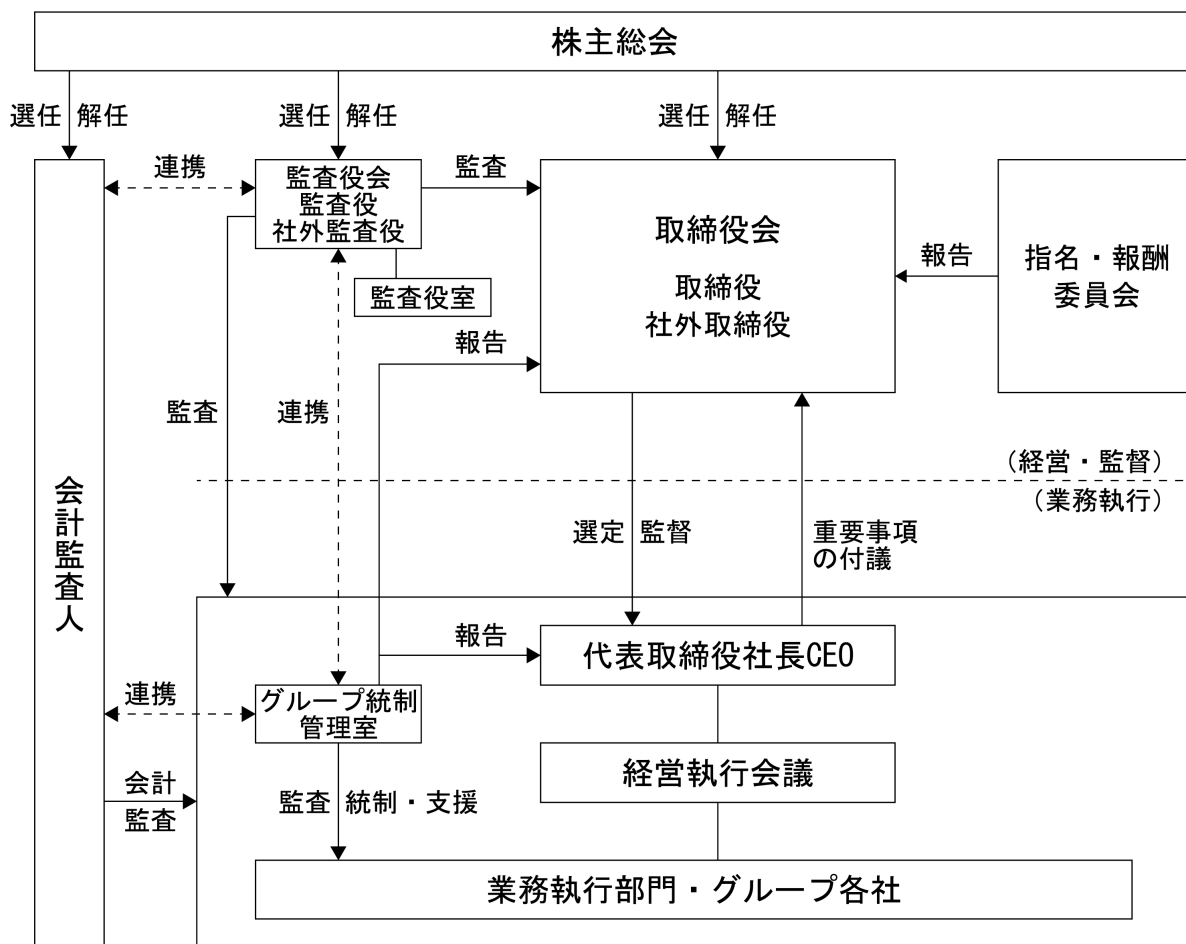 株主総会
選任 解任
選任 解任
選任 解任
連携
監査役会
監査役
社外監査役
監査
取締役会
取締役
社外取締役
報告
指名・報酬
委員会
監査役室
報告
監査
連携
(経営・監督)
(業務執行)
会計監査人
選定 監督
重要事項
の付議
報告
代表取締役社長CEO
連携
グループ統制
管理室
経営執行会議
会計
監査
監査 統制・支援
業務執行部門・グループ各社